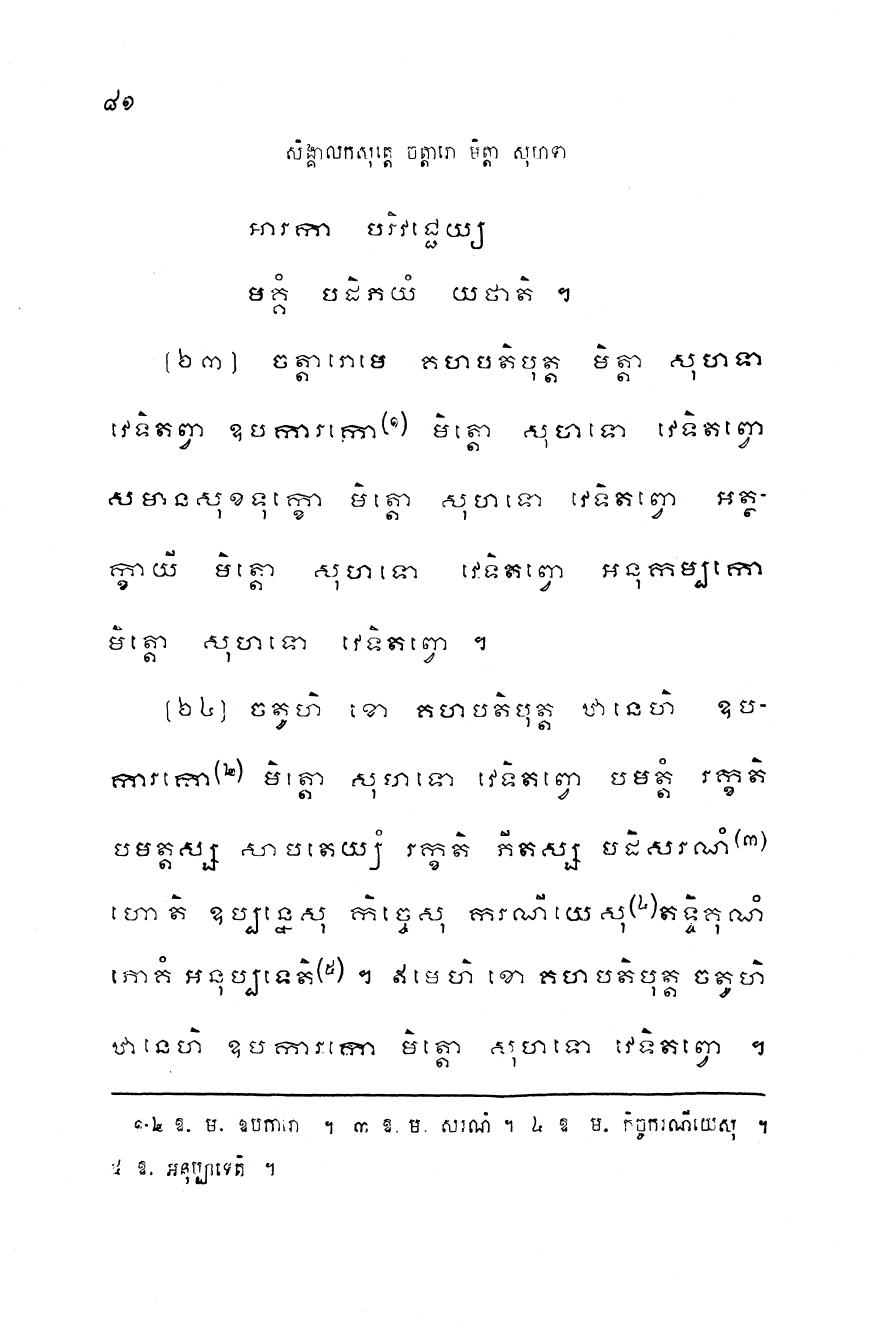 ៨១
សិង្គាលកសុត្តេ ចត្តារោ មិត្តា សុហទា
អារកា បរិវជ្ជេយ្យ
មគ្គំ បដិភយំ យថាតិ ។
[៦៣] ចត្តារោមេ គហបតិបុត្ត មិត្តា សុហទា
វេទិតព្វា ឧបការកោ(១) មិត្តោ សុហទោ វេទិតព្វោ
សមានសុខទុក្ខោ មិត្តោ សុហទោ វេទិតព្វោ អត្ថ-
ក្ខាយី មិត្តោ សុហទោ វេទិតព្វោ អនុកម្បកោ
មិត្តោ សុហទោ វេទិតព្វោ ។
[៦៤] ចតូហិ ខោ គហបតិបុត្ត ឋានេហិ ឧប-
ការកោ(២) មិត្តោ សុហទោ វេទិតព្វោ បមត្តំ រក្ខតិ
បមត្តស្ស សាបតេយ្យំ រក្ខតិ ភីតស្ស បដិសរណំ(៣)
ហោតិ ឧប្បន្នេសុ កិច្ចេសុ ករណីយេសុ(៤)តទ្ទិគុណំ
ភោគំ អនុប្បទេតិ(៥) ។ ឥមេហិ ខោ គហបតិបុត្ត ចតូហិ
ឋានេហិ ឧបការកោ មិត្តោ សុហទោ វេទិតព្វោ ។
១-២ ឱ. ម. ឧបការោ ។ ៣ ឱ. ម. សរណំ ។ ៤ ឱ ម. កិច្ចករណីយេសុ ។
៥ ឱ. អនុប្បាទេតិ ។